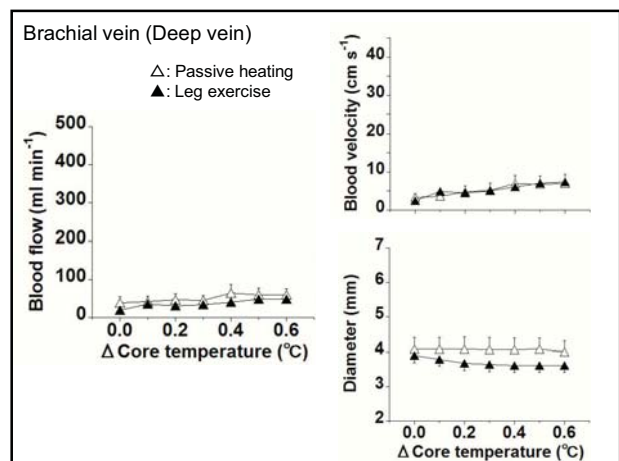 Brachial vein (Deep vein)
△: Passive heating
▲: Leg exercise
Blood flow (ml min⁻¹)
500
400
300
200
100
0
0.0 0.2 0.4 0.6
Δ Core temperature (°C)
Blood velocity (cm s⁻¹)
40
30
20
10
5
0
Diameter (mm)
7
6
5
4
3
2
0.0 0.2 0.4 0.6
Δ Core temperature (°C)